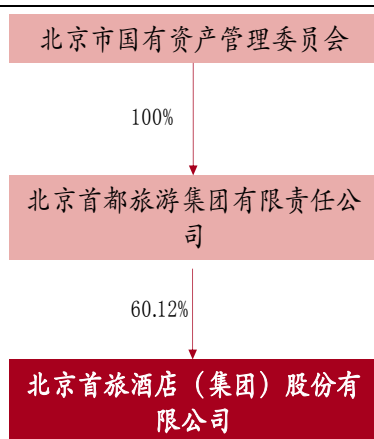 北京市国有资产管理委员会
100%
北京首都旅游集团有限责任公
司
60.12%
北京首旅酒店（集团）股份有
限公司